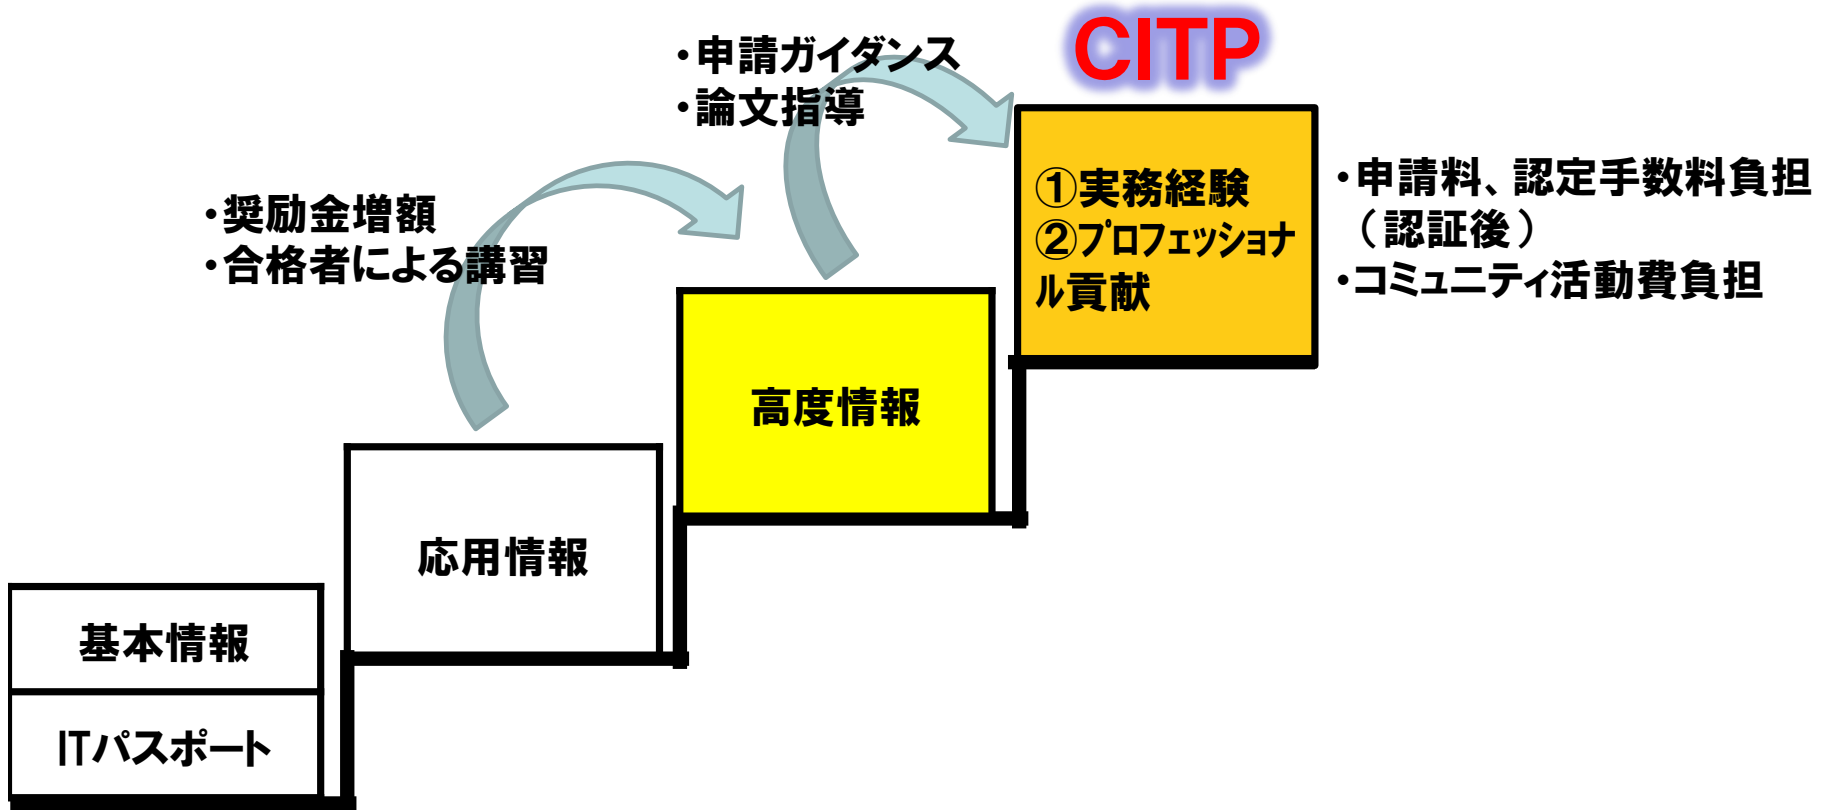 CITP
・申請ガイダンス
・論文指導
①実務経験
②プロフェッショナ
ル貢献
・申請料、認定手数料負担
（認証後）
・コミュニティ活動費負担
・奨励金増額
・合格者による講習
高度情報
応用情報
基本情報
ITパスポート